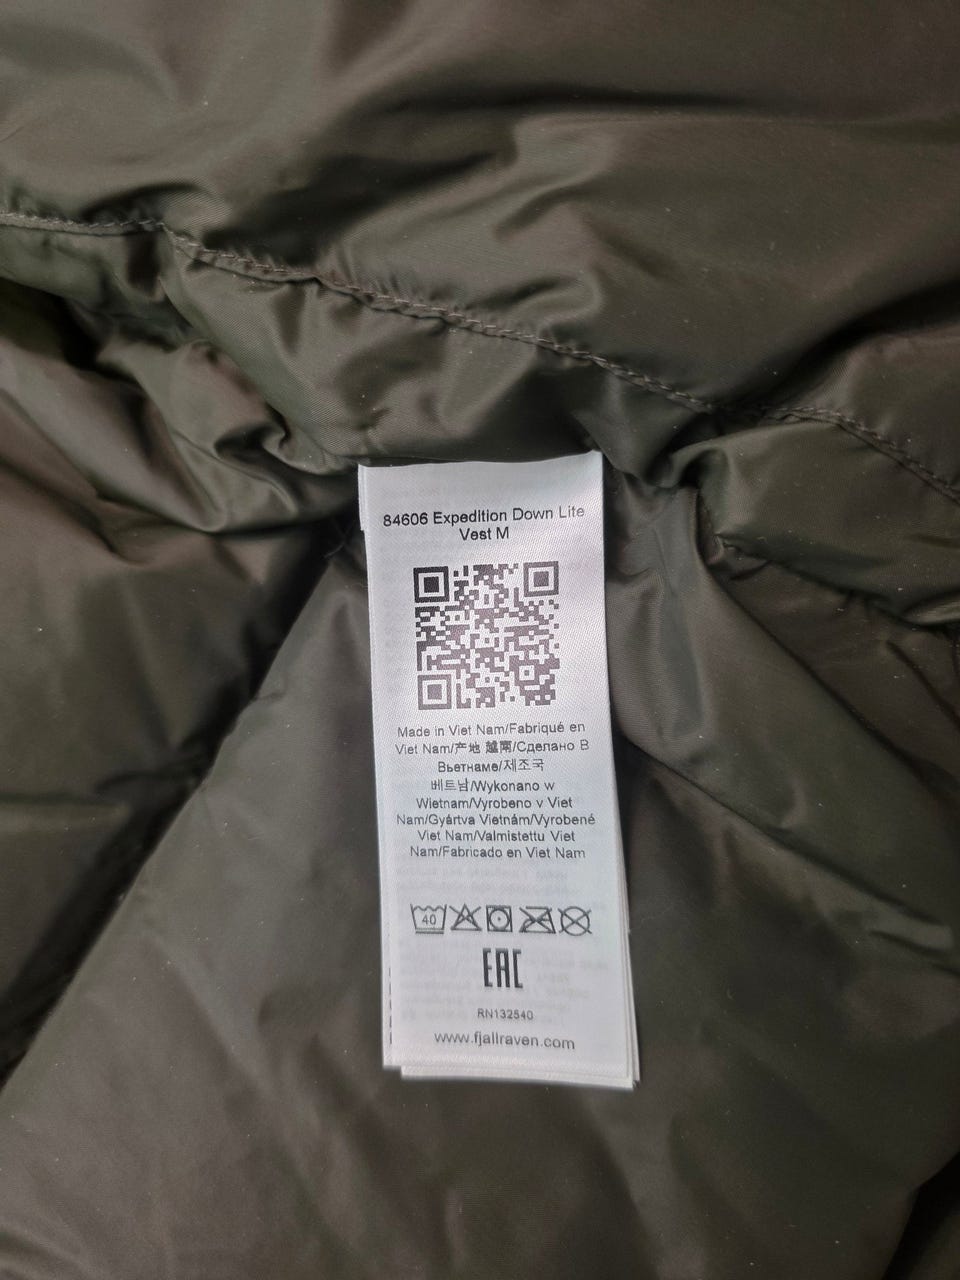 84606 Expedition Down Lite
Vest M
Made in Viet Nam/Fabriqué en
Viet Nam/产地 越南/Сделано В
Вьетнаме/제조국
베트남/Wykonano w
Wietnam/Vyrobeno v Viet
Nam/Gyártva Vietnám/Vyrobené
Viet Nam/Valmistettu Viet
Nam/Fabricado en Viet Nam
40
EAC
RN132540
www.fjallraven.com